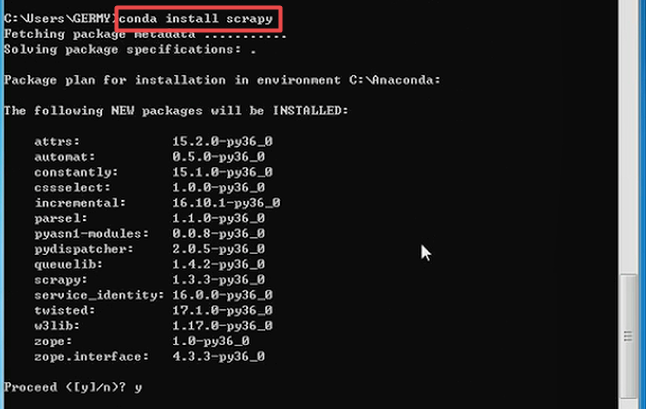 C:\Users\GERMY>conda install scrapy
Fetching package metadata ...........
Solving package specifications: .
Package plan for installation in environment C:\Anaconda:
The following NEW packages will be INSTALLED:
attrs: 15.2.0-py36_0
automat: 0.5.0-py36_0
constantly: 15.1.0-py36_0
cssselect: 1.0.0-py36_0
incremental: 16.10.1-py36_0
parsel: 1.1.0-py36_0
pyasn1-modules: 0.0.8-py36_0
pydispatcher: 2.0.5-py36_0
queuelib: 1.4.2-py36_0
scrapy: 1.3.3-py36_0
service_identity: 16.0.0-py36_0
twisted: 17.1.0-py36_0
w3lib: 1.17.0-py36_0
zope: 1.0-py36_0
zope.interface: 4.3.3-py36_0
Proceed ([y]/n)? y